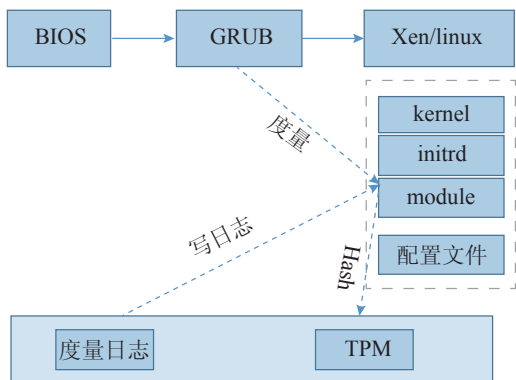 BIOS
GRUB
Xen/linux
kernel
度量
initrd
module
写日志
Hash
配置文件
度量日志
TPM